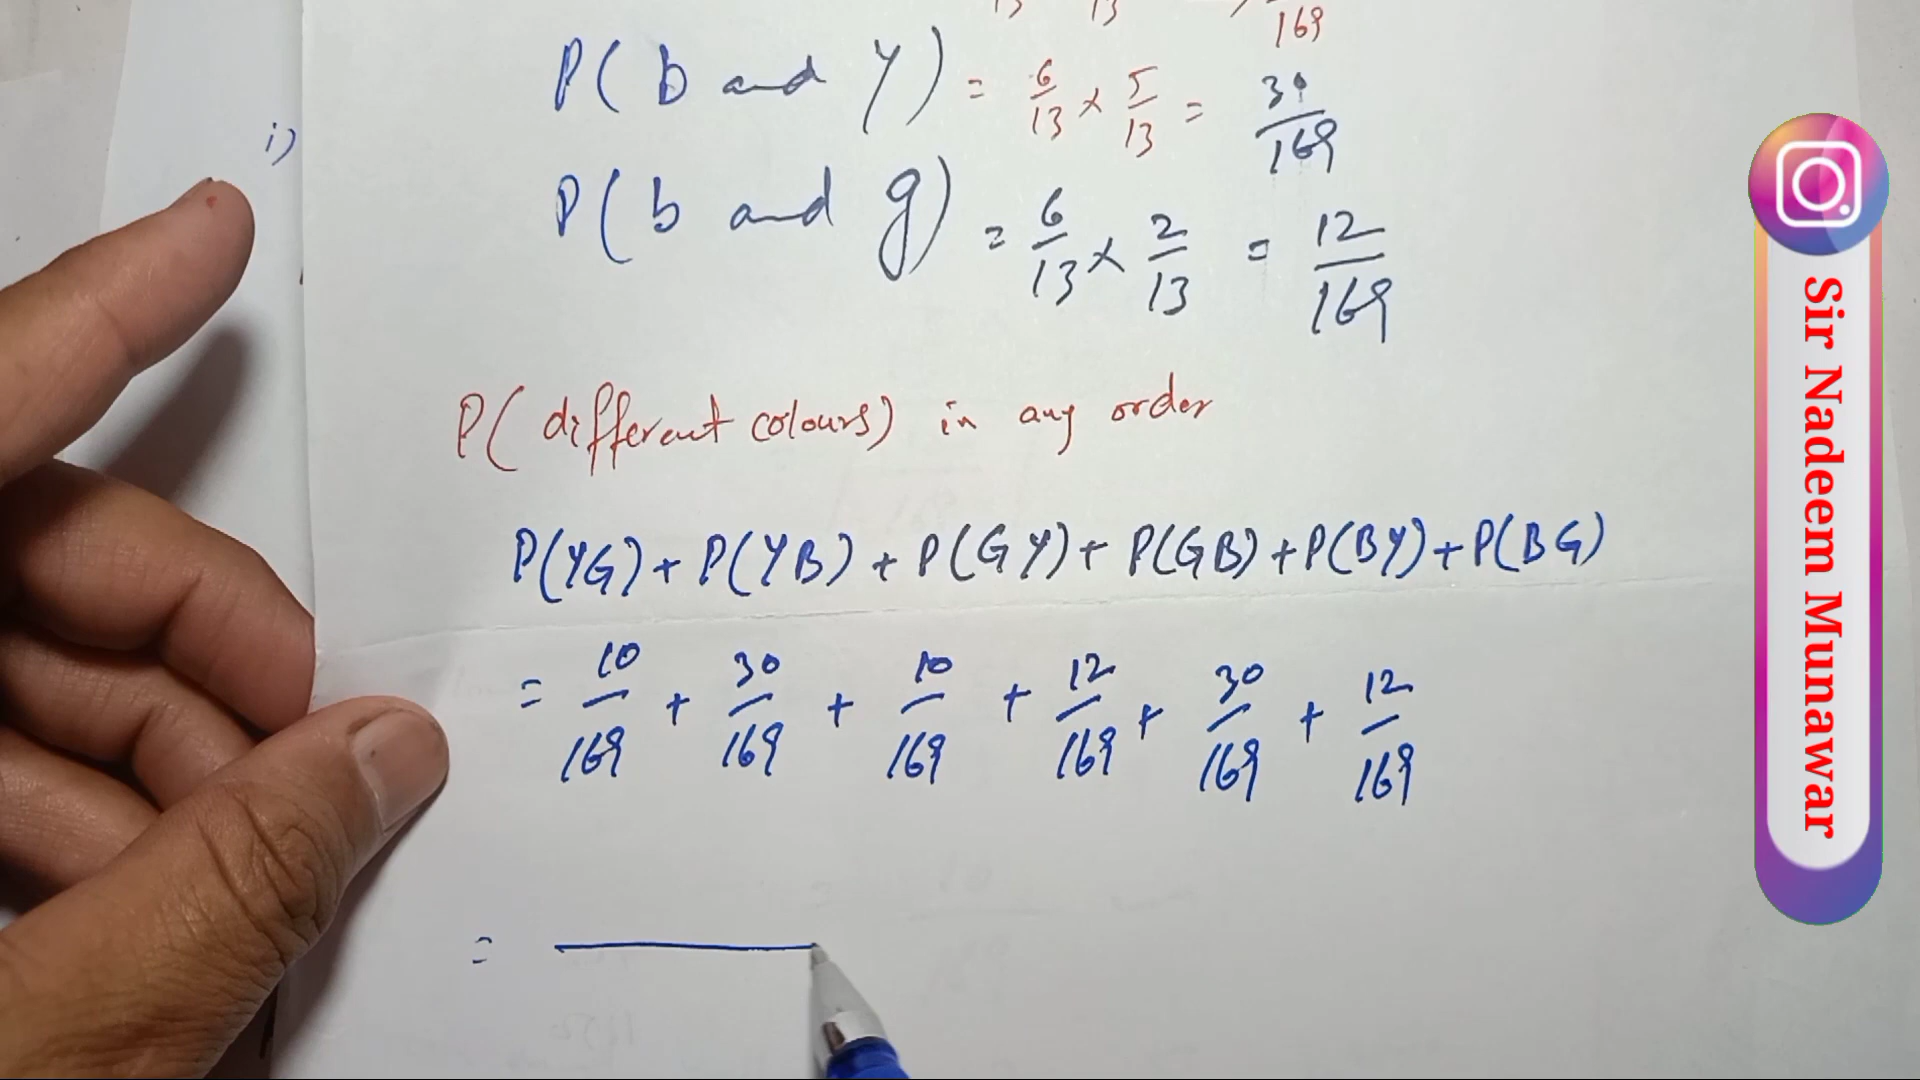 169
P( b and y ) = 6/13 × 5/13 = 30/169
i)
P( b and g ) = 6/13 × 2/13 = 12/169
P( different colours) in any order
P(YG) + P(YB) + P(GY) + P(GB) + P(BY) + P(BG)
= 10/169 + 30/169 + 10/169 + 12/169 + 30/169 + 12/169
=
Sir Nadeem Munawar